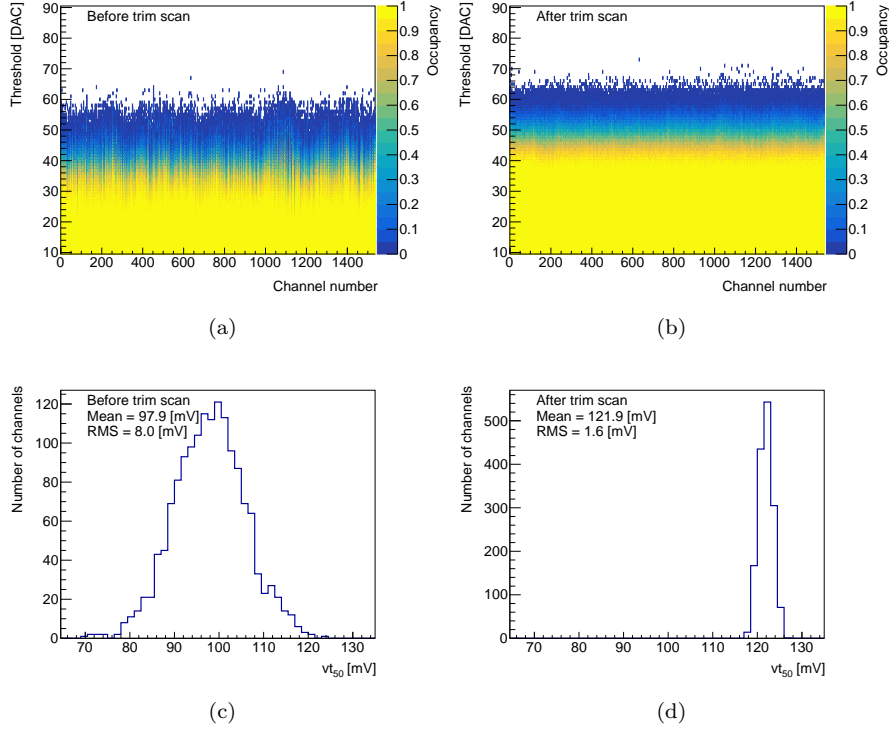 Before trim scan
Threshold [DAC]
90
80
70
60
50
40
30
20
10
0 200 400 600 800 1000 1200 1400
Channel number
1
0.9
0.8
0.7
0.6
0.5
0.4
0.3
0.2
0.1
0
Occupancy
(a)
After trim scan
Threshold [DAC]
90
80
70
60
50
40
30
20
10
0 200 400 600 800 1000 1200 1400
Channel number
1
0.9
0.8
0.7
0.6
0.5
0.4
0.3
0.2
0.1
0
Occupancy
(b)
Before trim scan
Mean = 97.9 [mV]
RMS = 8.0 [mV]
Number of channels
120
100
80
60
40
20
0
70 80 90 100 110 120 130
vt50 [mV]
(c)
After trim scan
Mean = 121.9 [mV]
RMS = 1.6 [mV]
Number of channels
500
400
300
200
100
0
70 80 90 100 110 120 130
vt50 [mV]
(d)